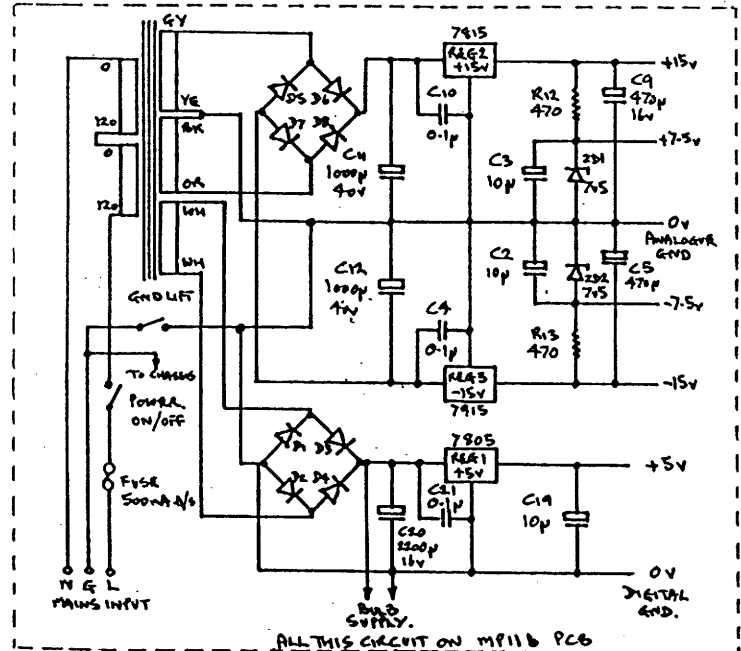 GY
7815
REG2
+15v
+15v
0
120
0
120
YE
BK
OR
WH
WH
D5 D6
D7 D8
C10
0·1µ
C11
1000µ
40v
R12
470
C9
470µ
16v
+7·5v
C3
10µ
ZD1
7v5
0v
ANALOGUE
GND
C12
1000µ
40v
C2
10µ
ZD2
7v5
C5
470µ
-7·5v
C4
0·1µ
R13
470
REG3
-15v
7915
-15v
GND LIFT
TO CHASSIS
POWER
ON/OFF
FUSE
500mA A/S
D1 D3
D2 D4
7805
REG1
+5v
+5v
C21
0·1µ
C20
2200µ
16v
C19
10µ
0v
DIGITAL
GND.
N G L
MAINS INPUT
BULB
SUPPLY.
ALL THIS CIRCUIT ON MP11b PCB